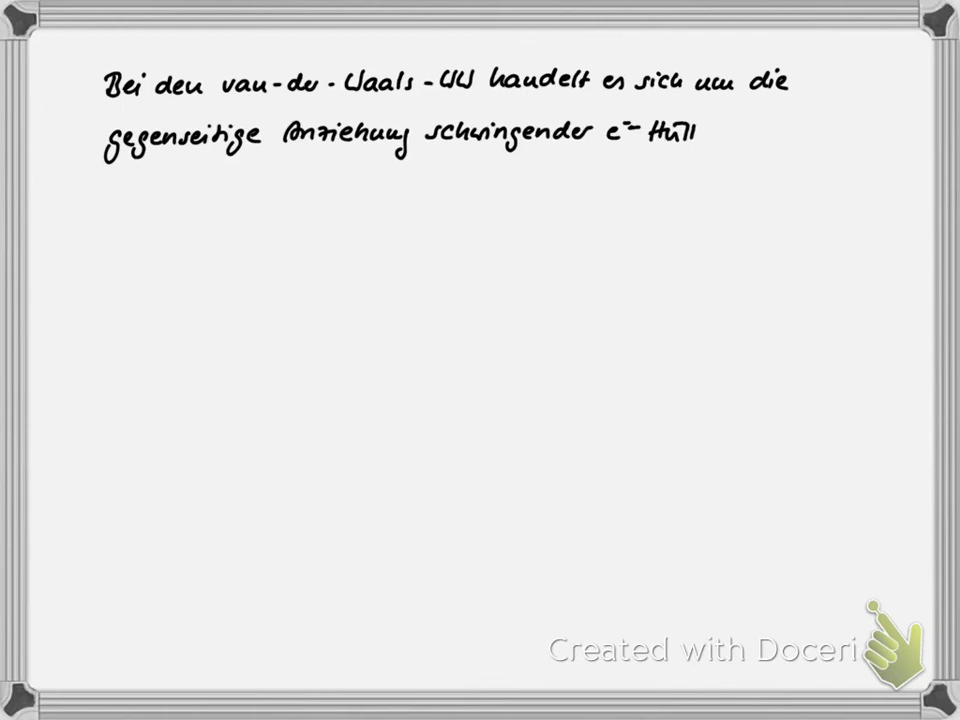 Bei den van-der-Waals-WW handelt es sich um die
gegenseitige Anziehung schwingender e⁻-Hüll
Created with Doceri